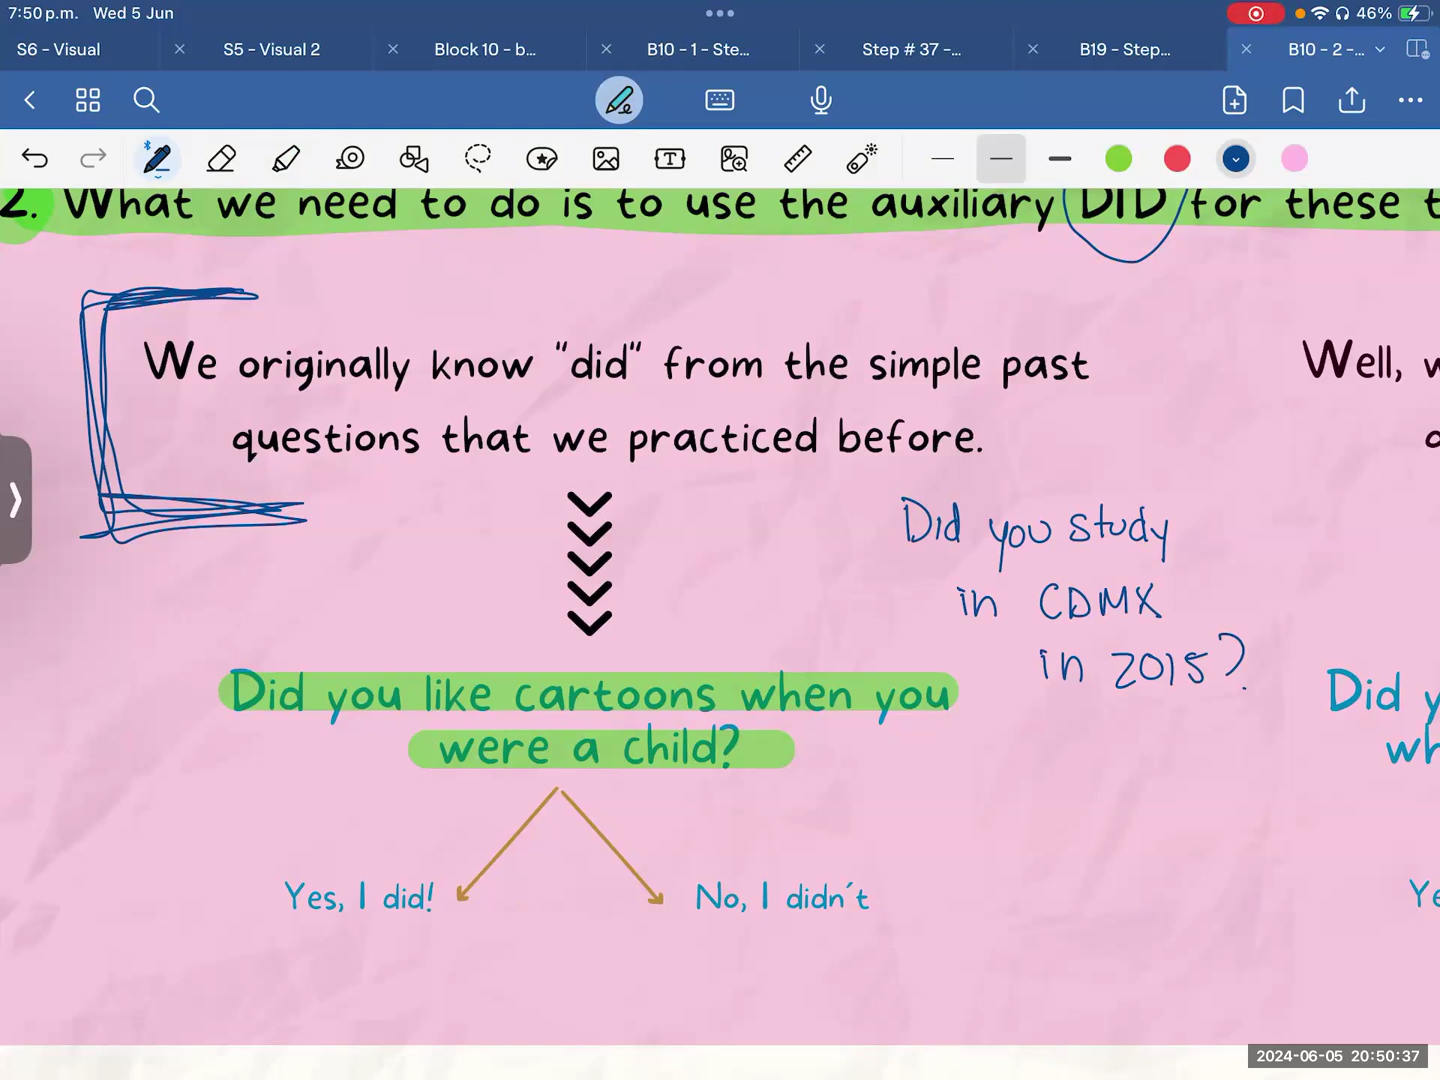 7:50 p.m. Wed 5 Jun
46%
S6 - Visual
S5 - Visual 2
Block 10 - b...
B10 - 1 - Ste...
Step # 37 -...
B19 - Step...
B10 - 2 -...
2. What we need to do is to use the auxiliary DID for these t
We originally know "did" from the simple past
questions that we practiced before.
Well, w
Did you study
in CDMX
in 2015?
Did you like cartoons when you
were a child?
Did y
wh
Yes, I did!
No, I didn´t
Ye
2024-06-05 20:50:37